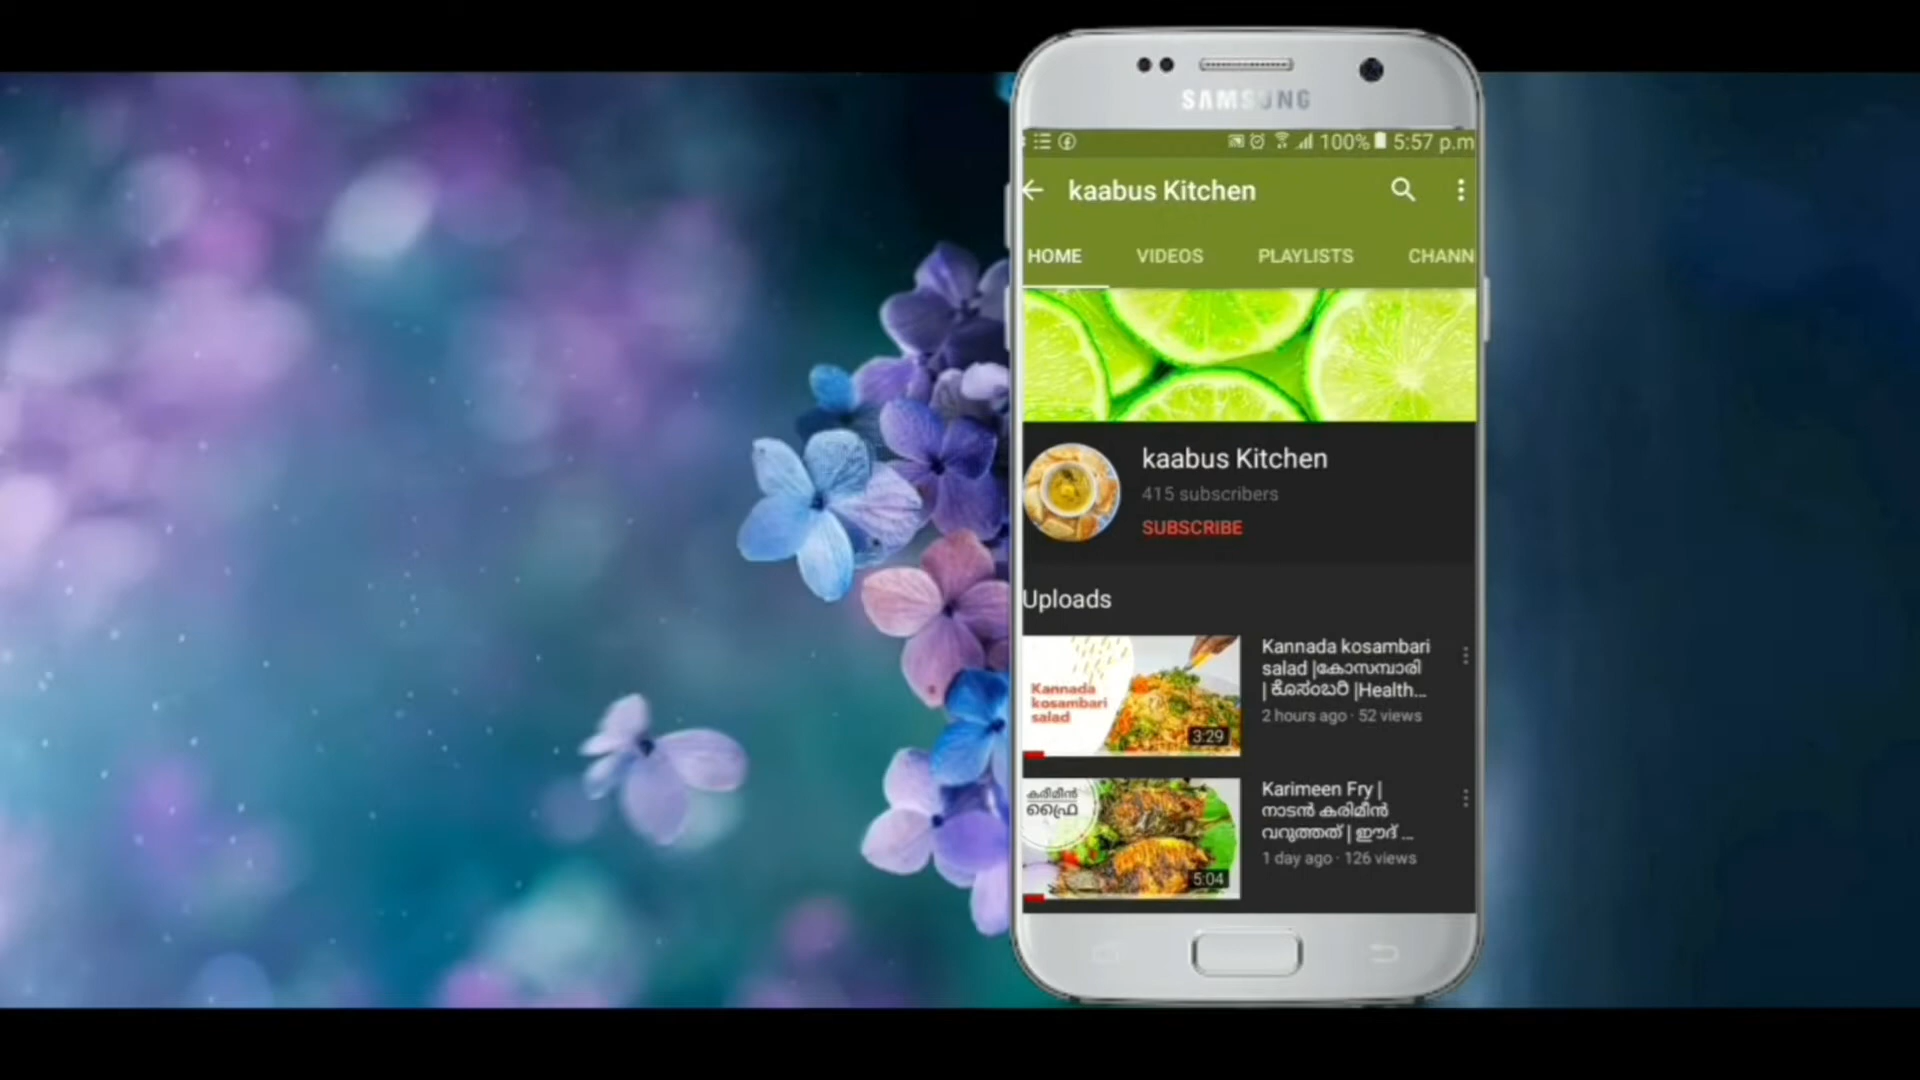 SAMSUNG
100% 5:57 p.m
kaabus Kitchen
HOME VIDEOS PLAYLISTS CHANN
kaabus Kitchen
415 subscribers
SUBSCRIBE
Uploads
Kannada
kosambari
salad
3:29
Kannada kosambari
salad |കോസമ്പാരി
| ಕೊಸಂಬರಿ |Health...
2 hours ago · 52 views
കരിമീൻ
ഫ്രൈ
5:04
Karimeen Fry |
നാടൻ കരിമീൻ
വറുത്തത് | ഈദ് ...
1 day ago · 126 views